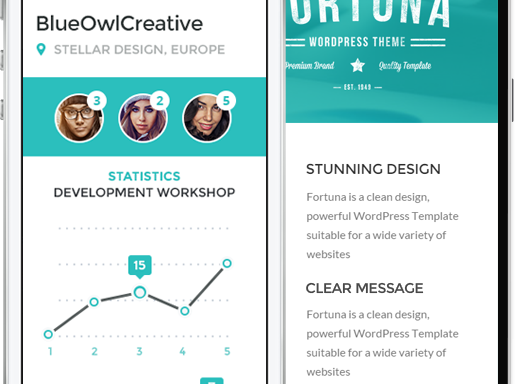 BlueOwlCreative
STELLAR DESIGN, EUROPE
3
2
5
STATISTICS
DEVELOPMENT WORKSHOP
15
1 2 3 4 5
FORTUNA
WORDPRESS THEME
Premium Brand Quality Template
EST. 1949
STUNNING DESIGN
Fortuna is a clean design,
powerful WordPress Template
suitable for a wide variety of
websites
CLEAR MESSAGE
Fortuna is a clean design,
powerful WordPress Template
suitable for a wide variety of
websites